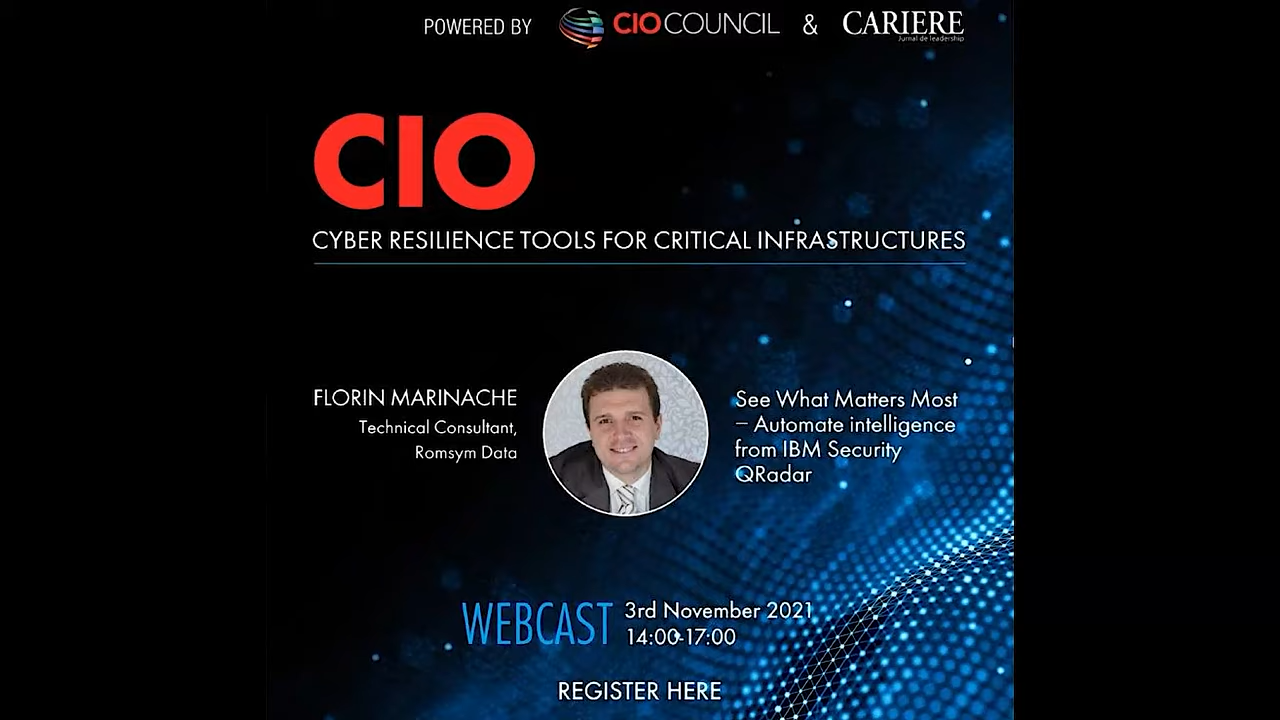 POWERED BY CIO COUNCIL & CARIERE
Jurnal de leadership
CIO
CYBER RESILIENCE TOOLS FOR CRITICAL INFRASTRUCTURES
FLORIN MARINACHE
Technical Consultant,
Romsym Data
See What Matters Most
– Automate intelligence
from IBM Security
QRadar
WEBCAST
3rd November 2021
14:00-17:00
REGISTER HERE